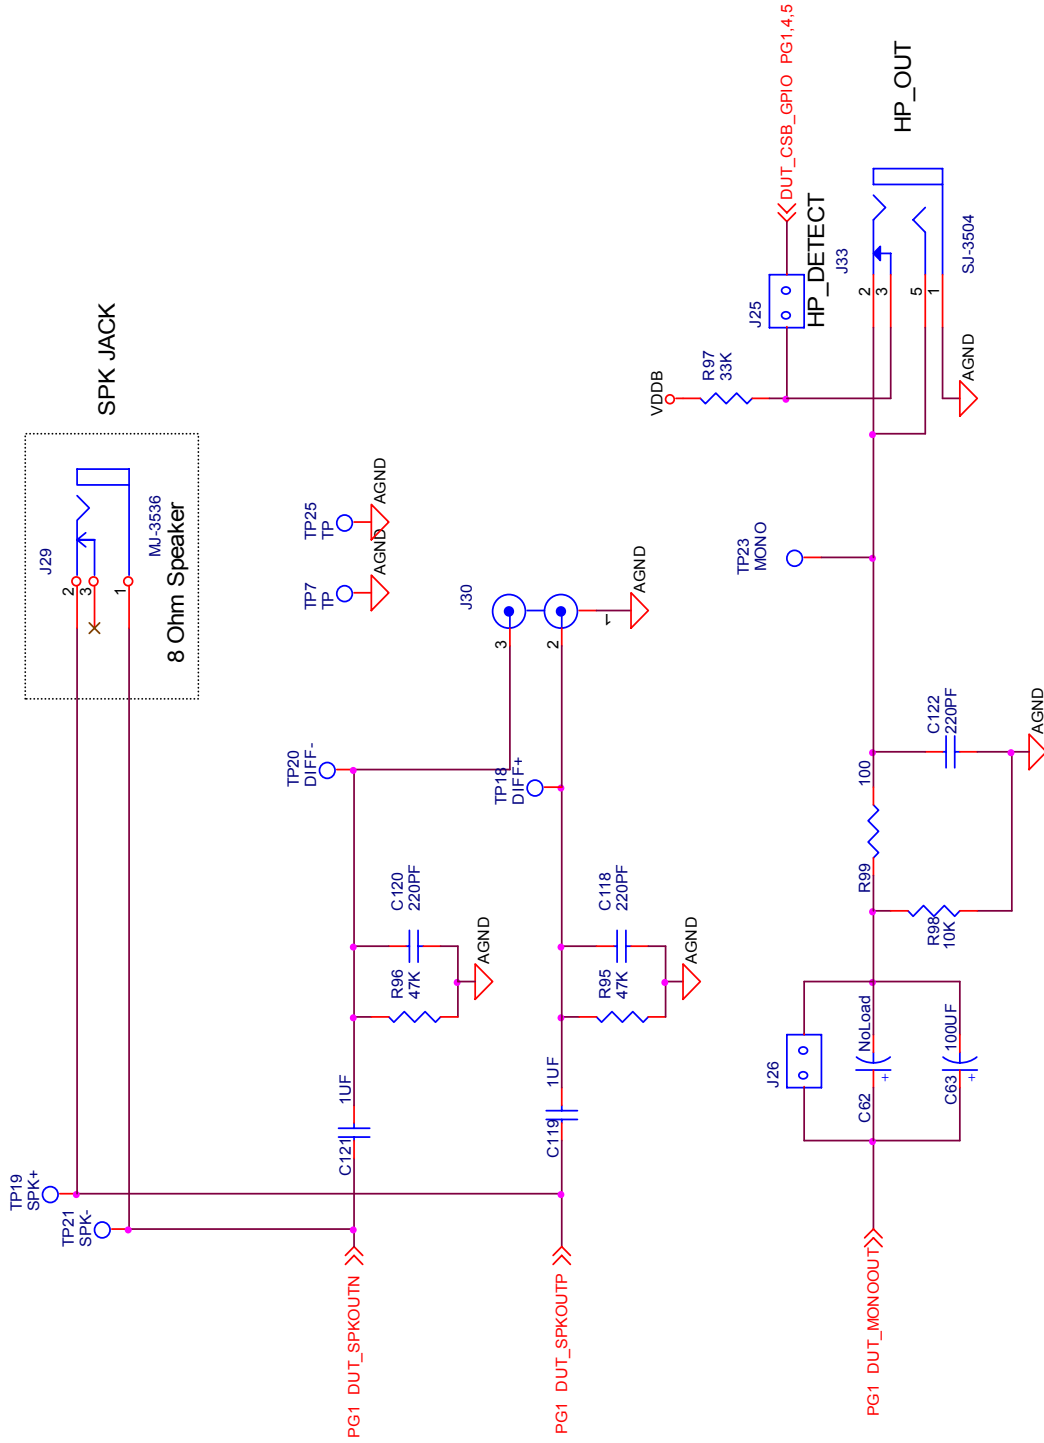 SPK JACK
J29
2
3
1
MJ-3536
8 Ohm Speaker
TP19
SPK+
TP21
SPK-
TP7
TP
AGND
TP25
TP
AGND
PG1 DUT_SPKOUTN
C121
1UF
R96
47K
C120
220PF
AGND
TP20
DIFF-
J30
3
2
1
AGND
PG1 DUT_SPKOUTP
C119
1UF
R95
47K
C118
220PF
AGND
TP18
DIFF+
VDDB
R97
33K
J25
HP_DETECT
DUT_CSB_GPIO PG1,4,5
J33
2
3
5
1
SJ-3504
HP_OUT
AGND
TP23
MONO
PG1 DUT_MONOOUT
J26
C62
NoLoad
+
C63
100UF
+
R98
10K
R99
100
C122
220PF
AGND